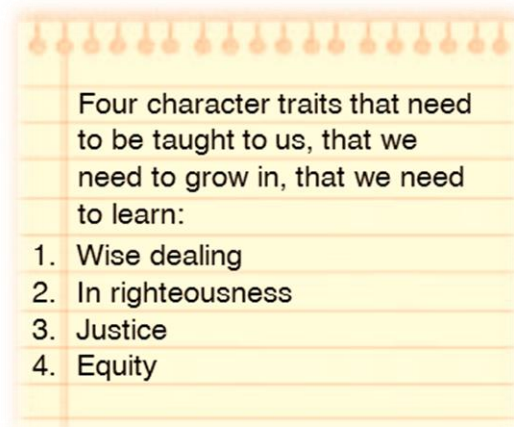 Four character traits that need
to be taught to us, that we
need to grow in, that we need
to learn:
1. Wise dealing
2. In righteousness
3. Justice
4. Equity